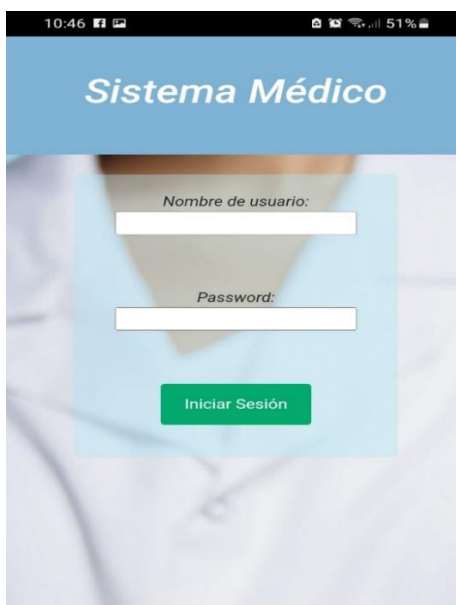 10:46
51%
Sistema Médico
Nombre de usuario:
Password:
Iniciar Sesión